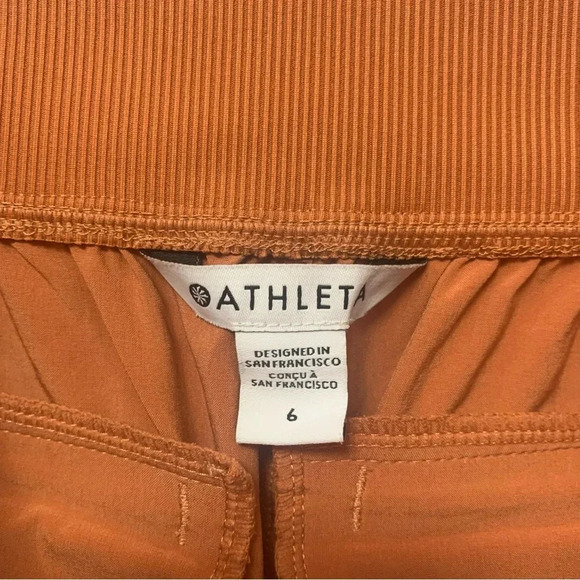 ATHLETA
DESIGNED IN
SAN FRANCISCO
CONÇU À
SAN FRANCISCO
6